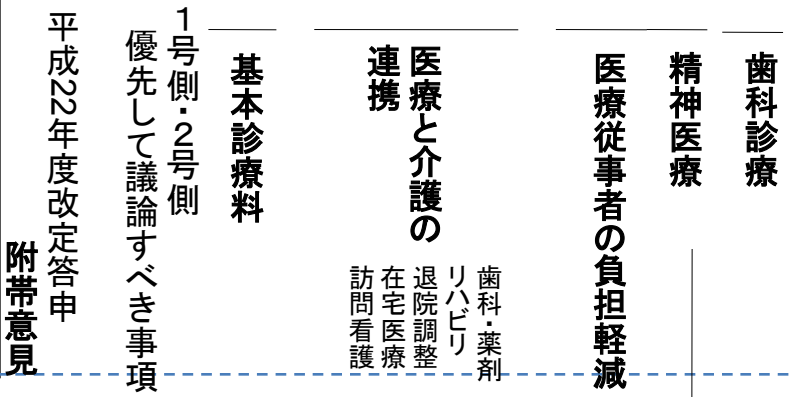 歯科診療
精神医療
医療従事者の負担軽減
医療と介護の
連携
歯科・薬剤
リハビリ
退院調整
在宅医療
訪問看護
基本診療料
1号側・2号側
優先して議論すべき事項
平成22年度改定答申
附帯意見